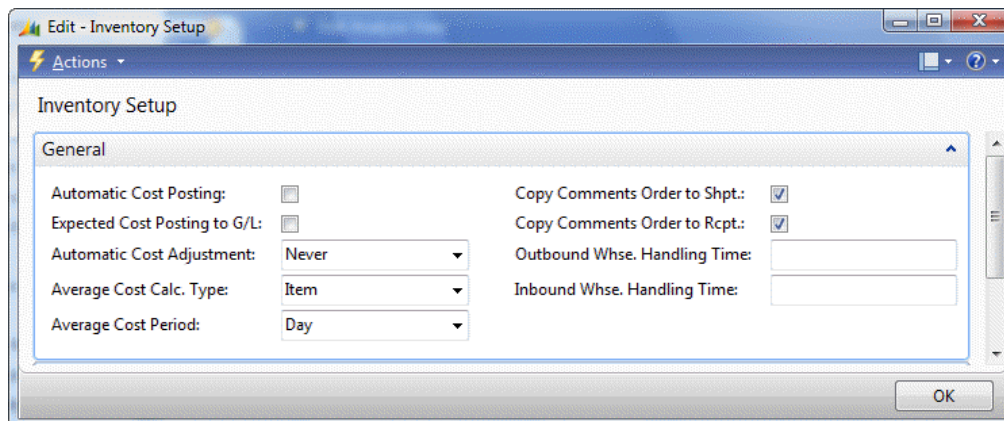 Edit - Inventory Setup
Actions
Inventory Setup
General
Automatic Cost Posting:
Expected Cost Posting to G/L:
Automatic Cost Adjustment: Never
Average Cost Calc. Type: Item
Average Cost Period: Day
Copy Comments Order to Shpt.:
Copy Comments Order to Rcpt.:
Outbound Whse. Handling Time:
Inbound Whse. Handling Time:
OK